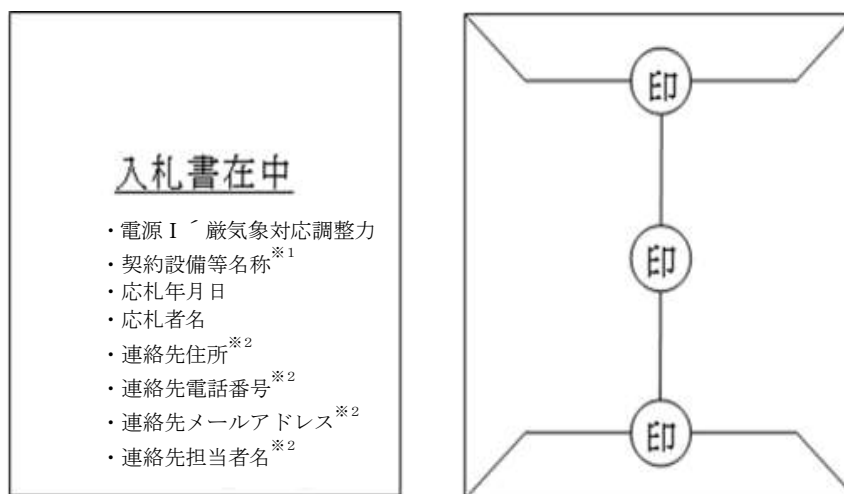 入札書在中
・電源Ⅰ´厳気象対応調整力
・契約設備等名称※1
・応札年月日
・応札者名
・連絡先住所※2
・連絡先電話番号※2
・連絡先メールアドレス※2
・連絡先担当者名※2
印
印
印